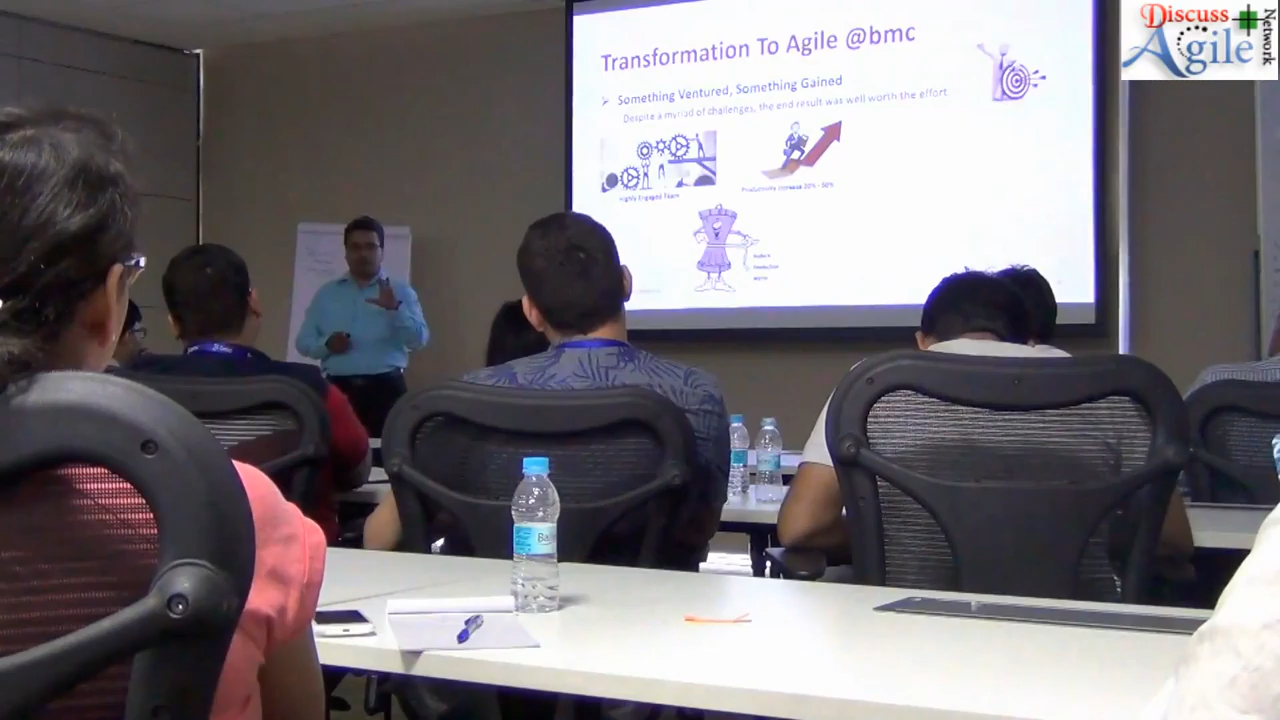 Transformation To Agile @bmc
➢ Something Ventured, Something Gained
Despite a myriad of challenges, the end result was well worth the effort
Highly Engaged Team
Productivity increase 20% - 50%
Discuss
Agile
Network